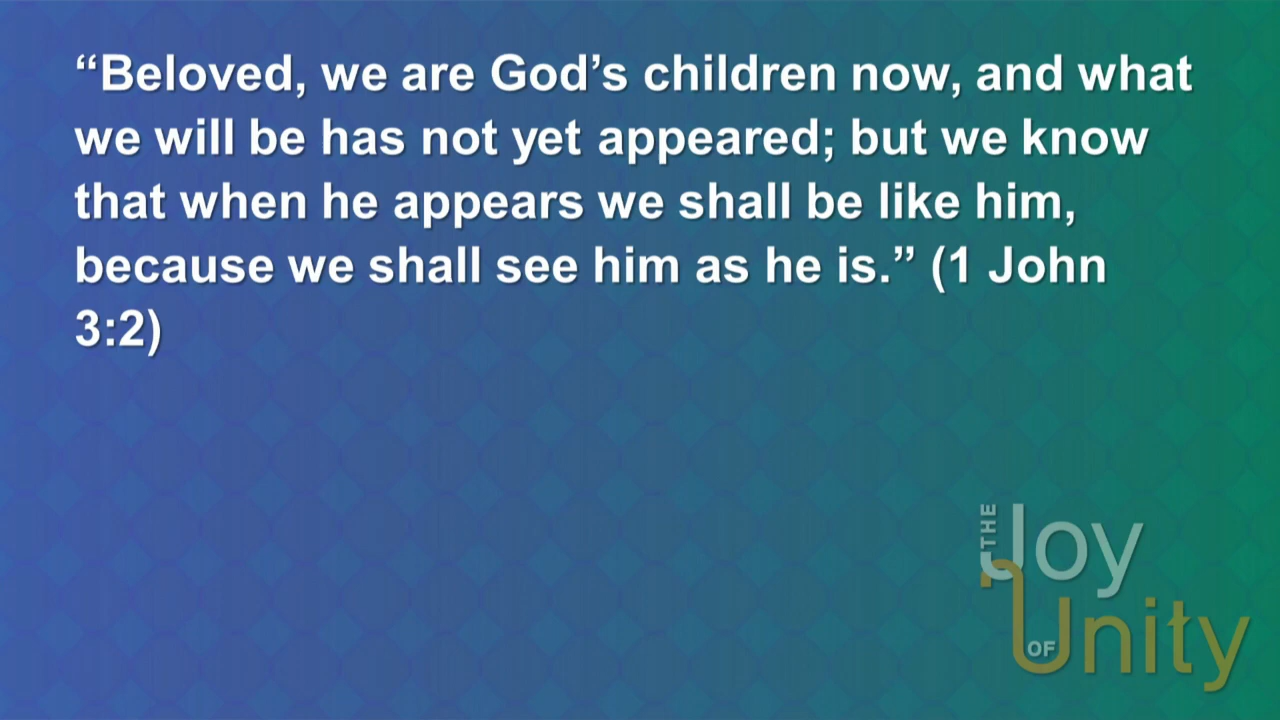 “Beloved, we are God’s children now, and what
we will be has not yet appeared; but we know
that when he appears we shall be like him,
because we shall see him as he is.” (1 John
3:2)
THE
Joy
OF
Unity